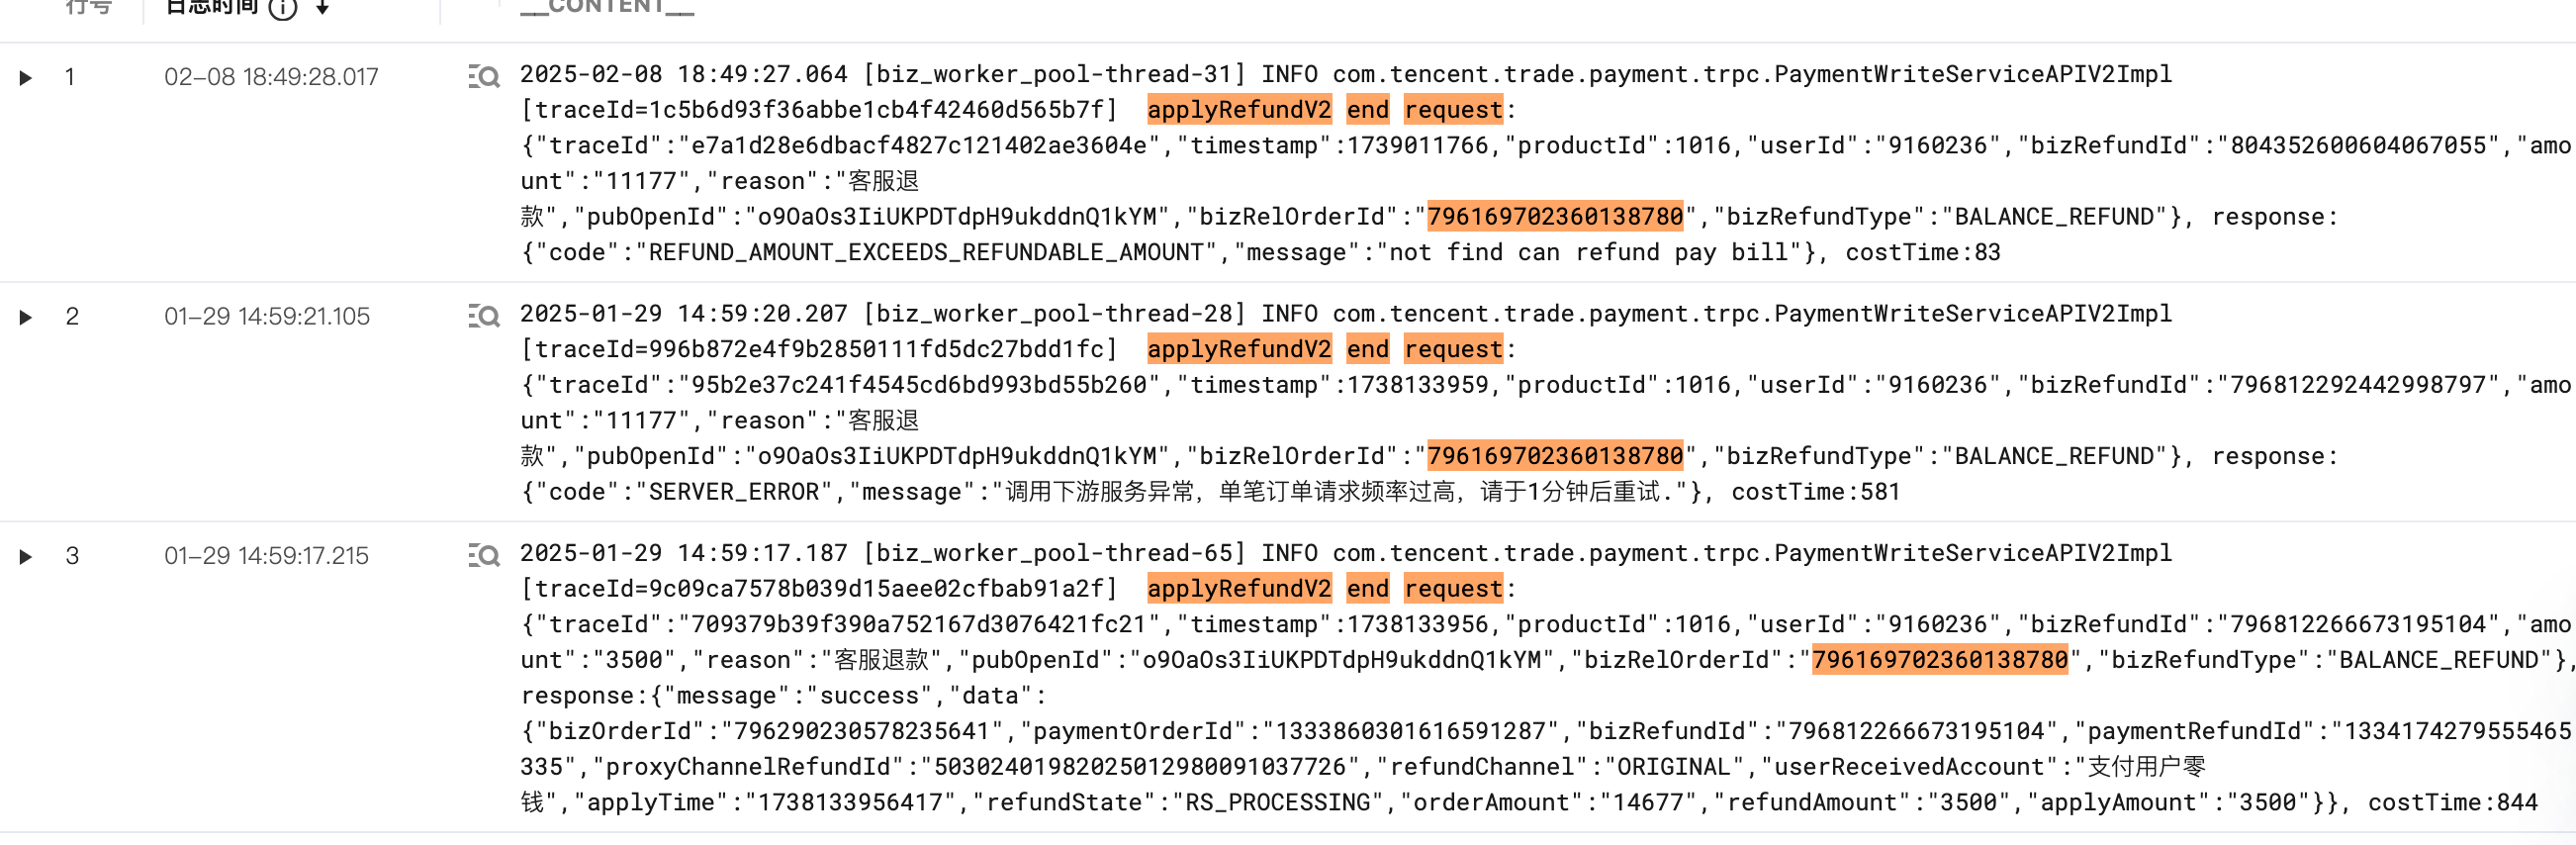 行号 日志时间 __CONTENT__
1 02-08 18:49:28.017 2025-02-08 18:49:27.064 [biz_worker_pool-thread-31] INFO com.tencent.trade.payment.trpc.PaymentWriteServiceAPIV2Impl
[traceId=1c5b6d93f36abbe1cb4f42460d565b7f] applyRefundV2 end request:
{"traceId":"e7a1d28e6dbacf4827c121402ae3604e","timestamp":1739011766,"productId":1016,"userId":"9160236","bizRefundId":"804352600604067055","amo
unt":"11177","reason":"客服退
款","pubOpenId":"o9OaOs3IiUKPDTdpH9ukddnQ1kYM","bizRelOrderId":"796169702360138780","bizRefundType":"BALANCE_REFUND"}, response:
{"code":"REFUND_AMOUNT_EXCEEDS_REFUNDABLE_AMOUNT","message":"not find can refund pay bill"}, costTime:83
2 01-29 14:59:21.105 2025-01-29 14:59:20.207 [biz_worker_pool-thread-28] INFO com.tencent.trade.payment.trpc.PaymentWriteServiceAPIV2Impl
[traceId=996b872e4f9b2850111fd5dc27bdd1fc] applyRefundV2 end request:
{"traceId":"95b2e37c241f4545cd6bd993bd55b260","timestamp":1738133959,"productId":1016,"userId":"9160236","bizRefundId":"796812292442998797","amo
unt":"11177","reason":"客服退
款","pubOpenId":"o9OaOs3IiUKPDTdpH9ukddnQ1kYM","bizRelOrderId":"796169702360138780","bizRefundType":"BALANCE_REFUND"}, response:
{"code":"SERVER_ERROR","message":"调用下游服务异常，单笔订单请求频率过高，请于1分钟后重试."}, costTime:581
3 01-29 14:59:17.215 2025-01-29 14:59:17.187 [biz_worker_pool-thread-65] INFO com.tencent.trade.payment.trpc.PaymentWriteServiceAPIV2Impl
[traceId=9c09ca7578b039d15aee02cfbab91a2f] applyRefundV2 end request:
{"traceId":"709379b39f390a752167d3076421fc21","timestamp":1738133956,"productId":1016,"userId":"9160236","bizRefundId":"796812266673195104","amo
unt":"3500","reason":"客服退款","pubOpenId":"o9OaOs3IiUKPDTdpH9ukddnQ1kYM","bizRelOrderId":"796169702360138780","bizRefundType":"BALANCE_REFUND"},
response:{"message":"success","data":
{"bizOrderId":"796290230578235641","paymentOrderId":"1333860301616591287","bizRefundId":"796812266673195104","paymentRefundId":"1334174279555465
335","proxyChannelRefundId":"50302401982025012980091037726","refundChannel":"ORIGINAL","userReceivedAccount":"支付用户零
钱","applyTime":"1738133956417","refundState":"RS_PROCESSING","orderAmount":"14677","refundAmount":"3500","applyAmount":"3500"}}, costTime:844